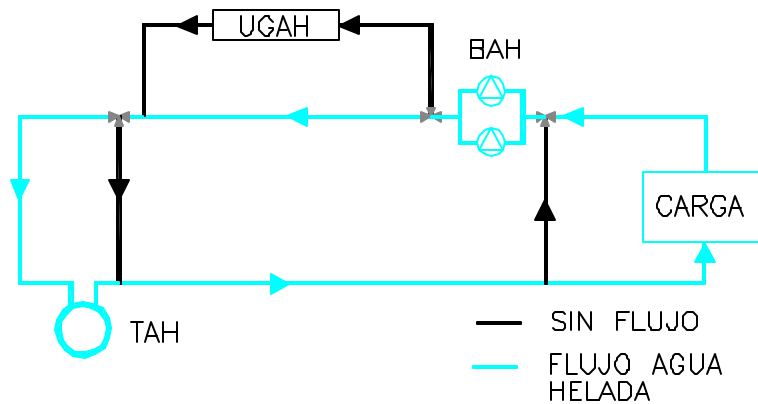 UGAH
BAH
CARGA
TAH
SIN FLUJO
FLUJO AGUA
HELADA